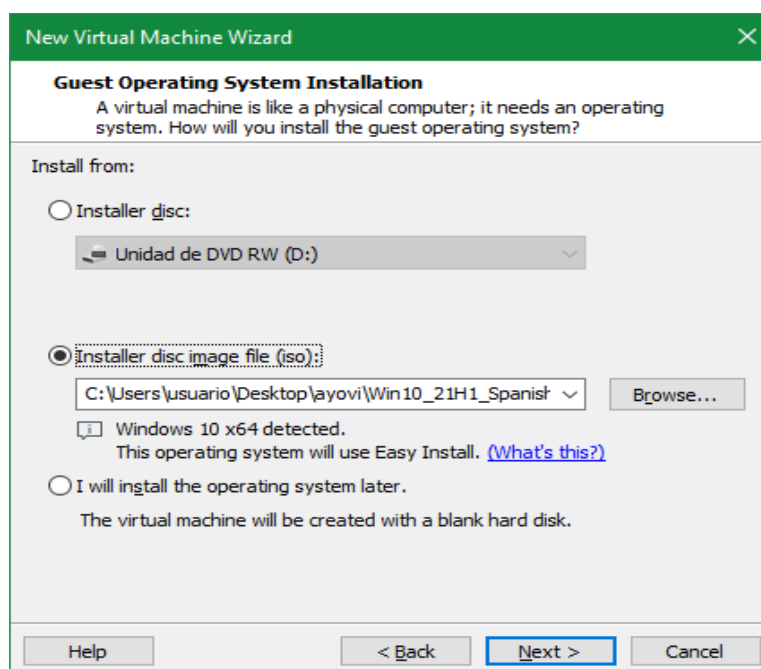 New Virtual Machine Wizard
Guest Operating System Installation
A virtual machine is like a physical computer; it needs an operating
system. How will you install the guest operating system?
Install from:
Installer disc:
Unidad de DVD RW (D:)
Installer disc image file (iso):
C:\Users\usuario\Desktop\ayovi\Win10_21H1_Spanish
Browse...
Windows 10 x64 detected.
This operating system will use Easy Install. (What's this?)
I will install the operating system later.
The virtual machine will be created with a blank hard disk.
Help
< Back
Next >
Cancel